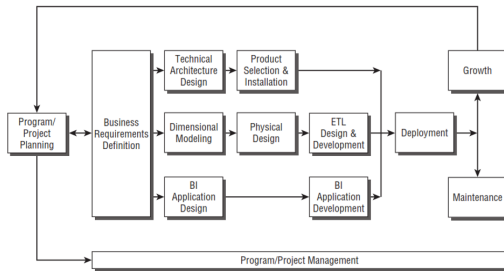 Technical
Architecture
Design
Product
Selection &
Installation
Growth
Program/
Project
Planning
Business
Requirements
Definition
Dimensional
Modeling
Physical
Design
ETL
Design &
Development
Deployment
BI
Application
Design
BI
Application
Development
Maintenance
Program/Project Management